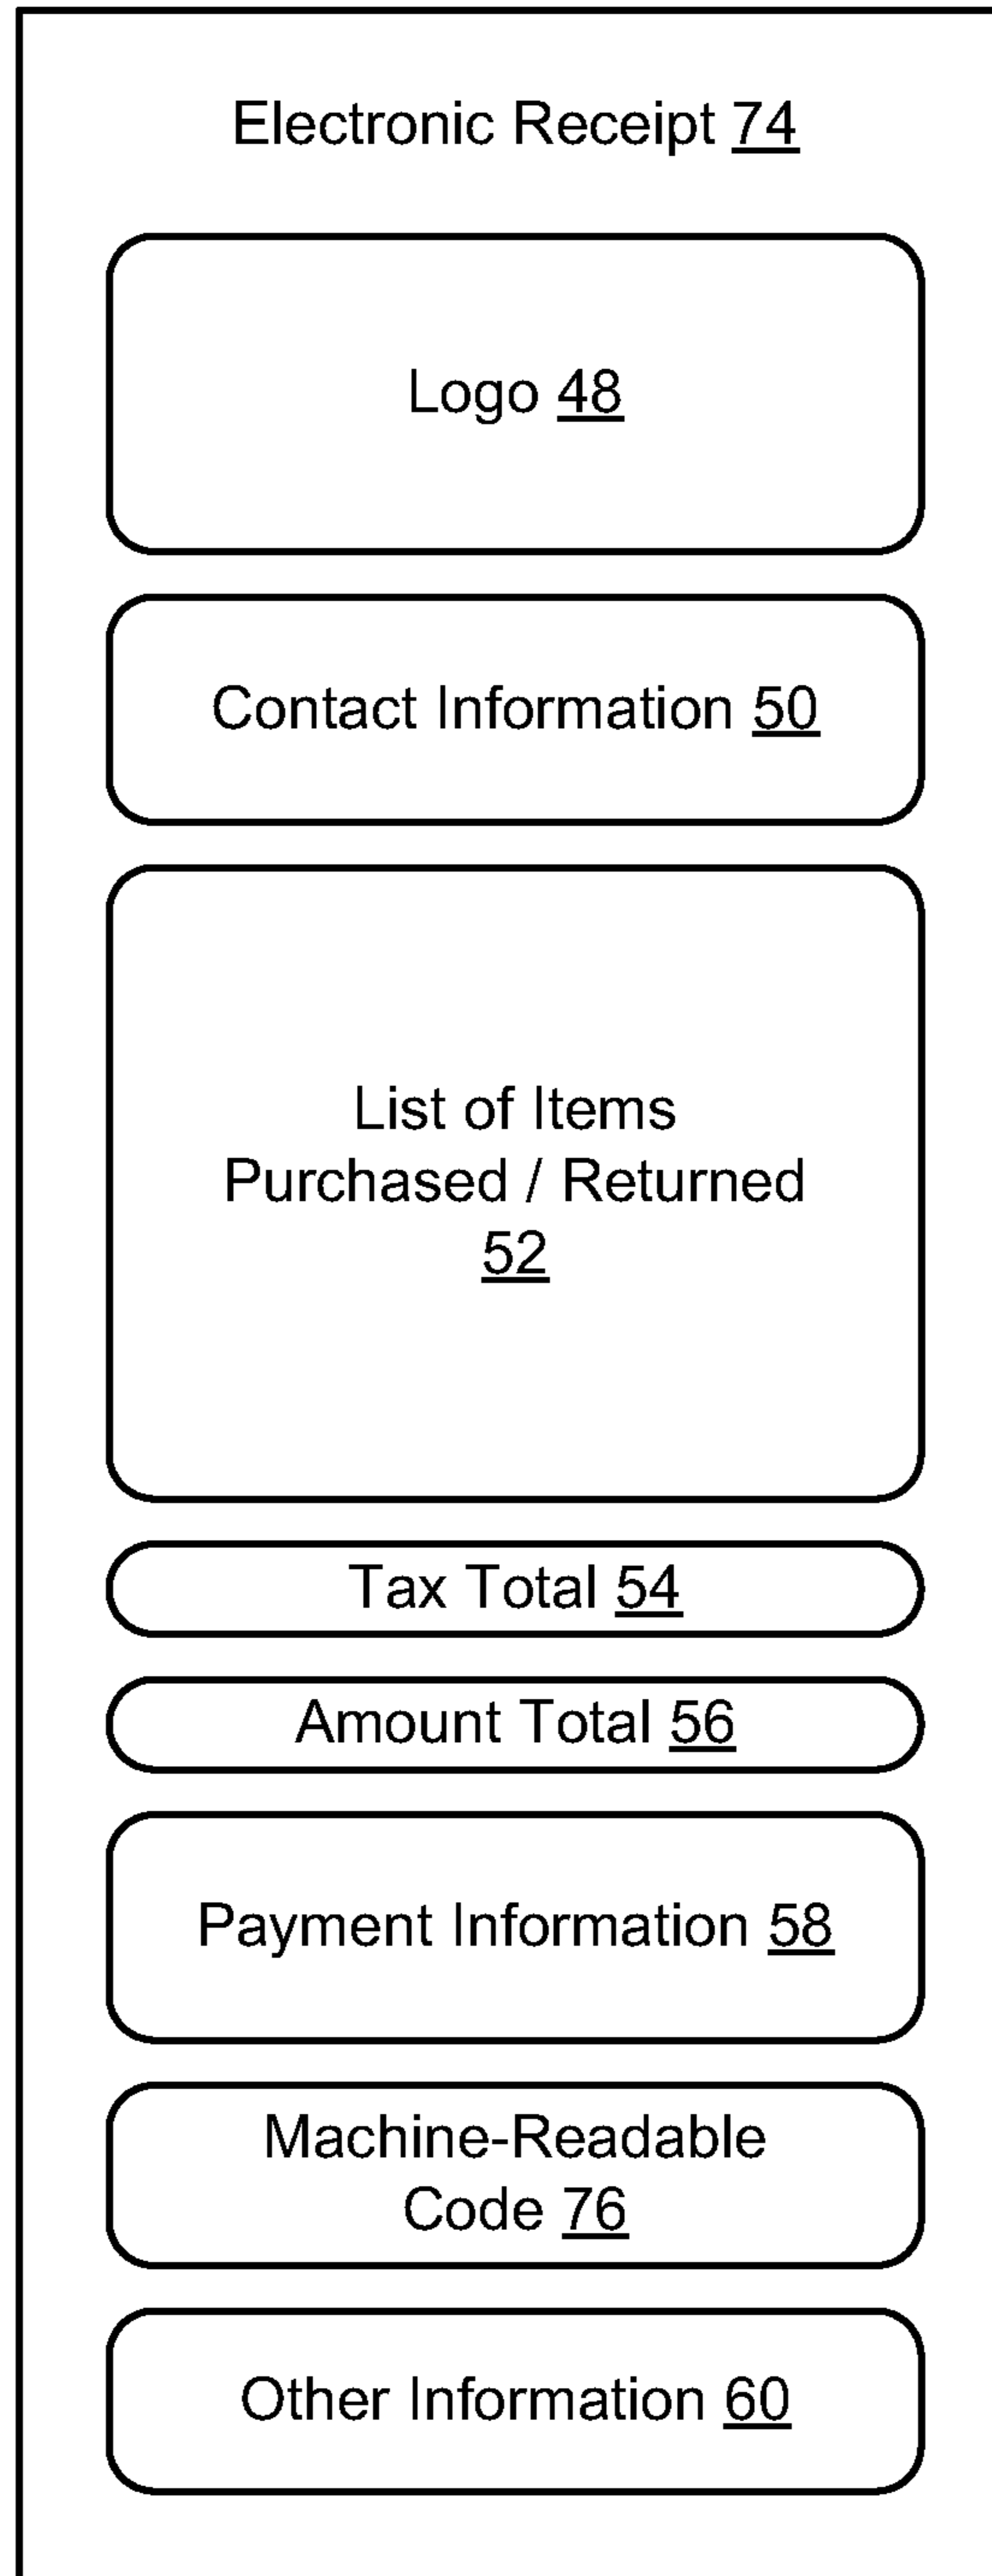 Electronic Receipt 74
Logo 48
Contact Information 50
List of Items
Purchased / Returned
52
Tax Total 54
Amount Total 56
Payment Information 58
Machine-Readable
Code 76
Other Information 60